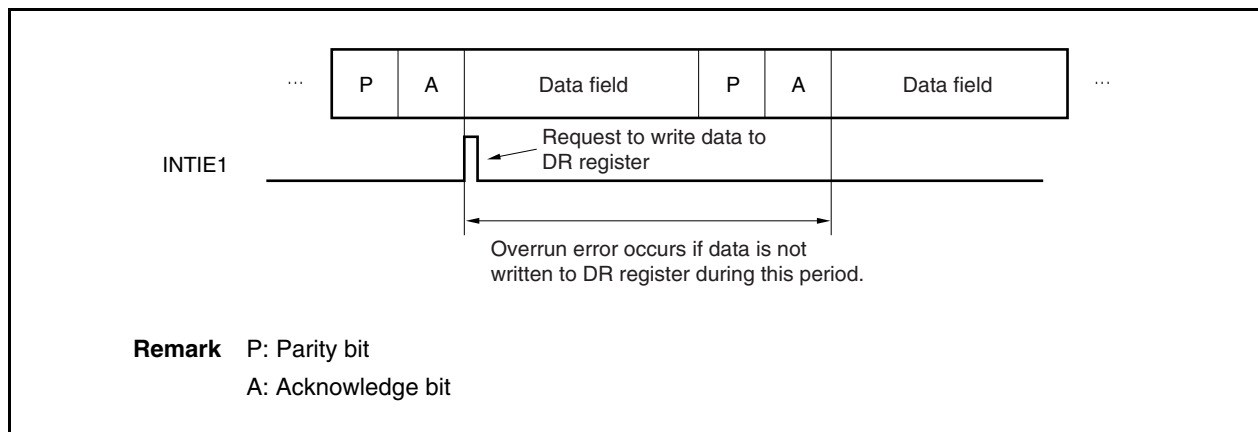 ... P A Data field P A Data field ...
INTIE1
Request to write data to
DR register
Overrun error occurs if data is not
written to DR register during this period.
Remark P: Parity bit
A: Acknowledge bit